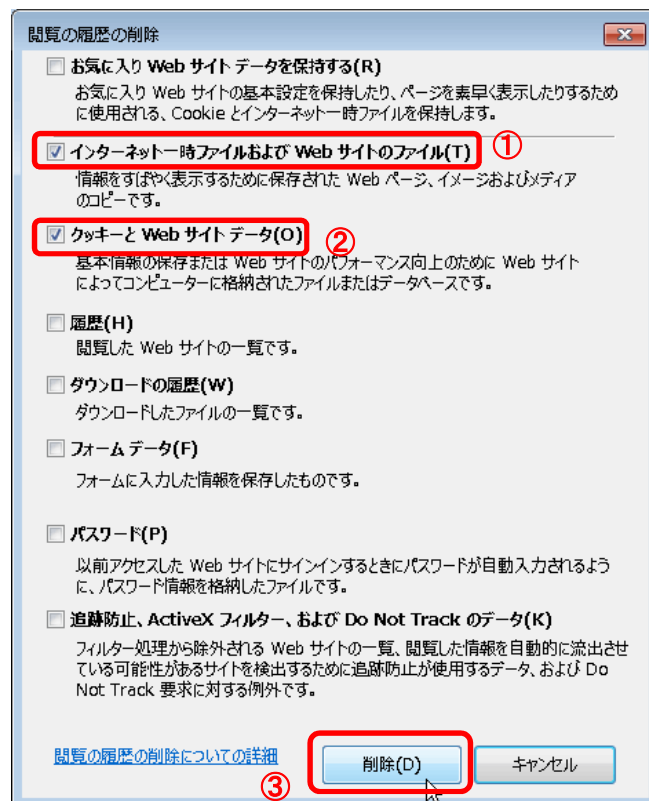 閲覧の履歴の削除
お気に入り Web サイト データを保持する(R)
お気に入り Web サイトの基本設定を保持したり、ページを素早く表示したりするため
に使用される、Cookie とインターネット一時ファイルを保持します。
インターネット一時ファイルおよび Web サイトのファイル(T)
①
情報をすばやく表示するために保存された Web ページ、イメージおよびメディア
のコピーです。
クッキーと Web サイト データ(O)
②
基本情報の保存または Web サイトのパフォーマンス向上のために Web サイト
によってコンピューターに格納されたファイルまたはデータベースです。
履歴(H)
閲覧した Web サイトの一覧です。
ダウンロードの履歴(W)
ダウンロードしたファイルの一覧です。
フォーム データ(F)
フォームに入力した情報を保存したものです。
パスワード(P)
以前アクセスした Web サイトにサインインするときにパスワードが自動入力されるよう
に、パスワード情報を格納したファイルです。
追跡防止、ActiveX フィルター、および Do Not Track のデータ(K)
フィルター処理から除外される Web サイトの一覧、閲覧した情報を自動的に流出させ
ている可能性があるサイトを検出するために追跡防止が使用するデータ、および Do
Not Track 要求に対する例外です。
閲覧の履歴の削除についての詳細
③
削除(D)
キャンセル